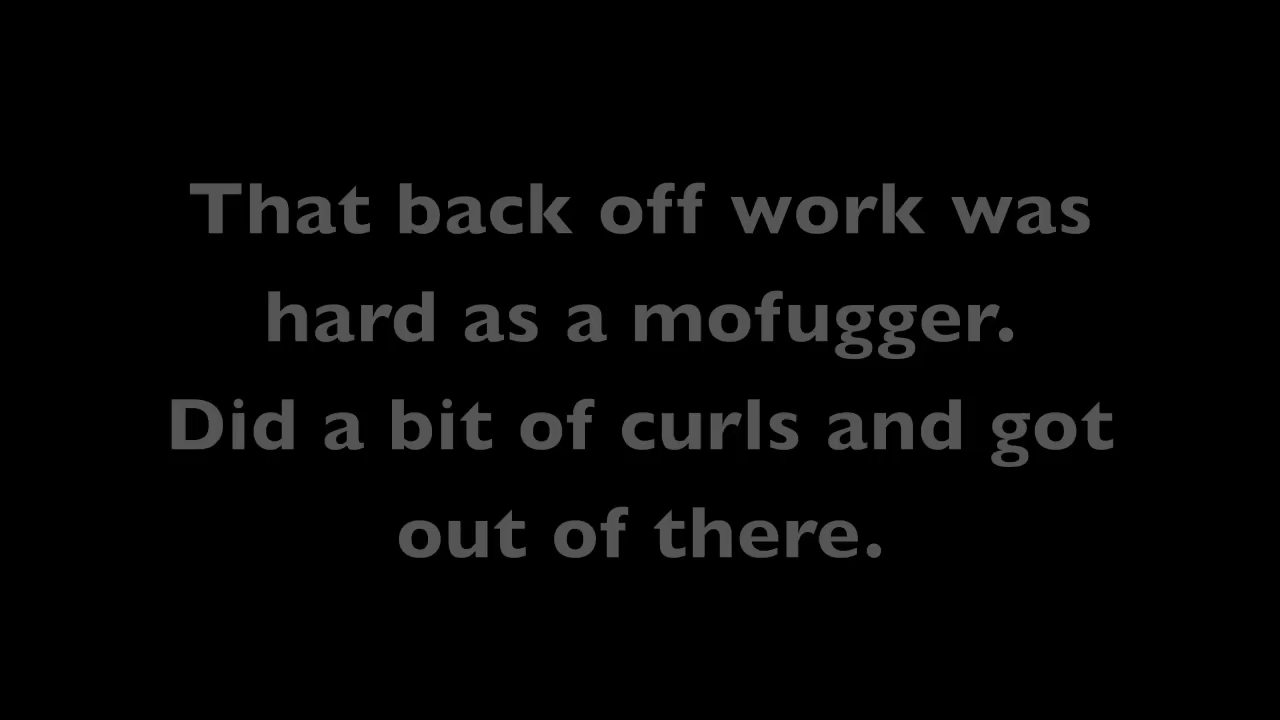 That back off work was
hard as a mofugger.
Did a bit of curls and got
out of there.